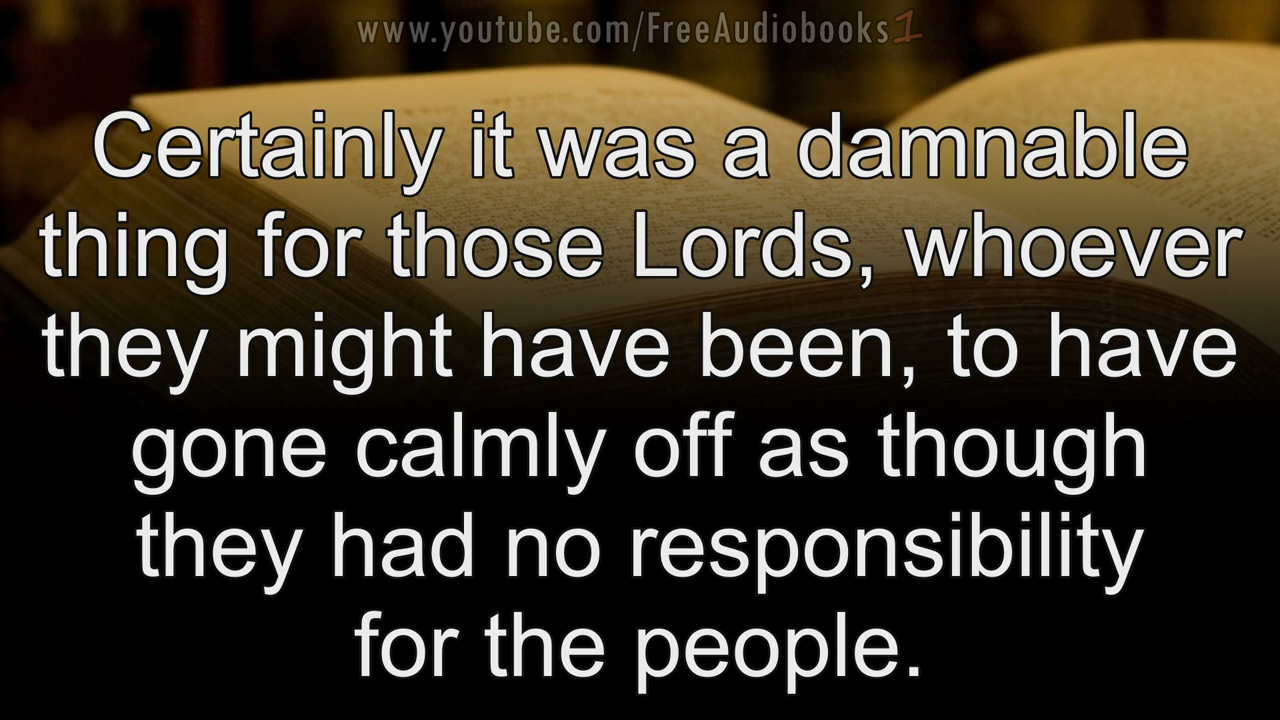 www.youtube.com/FreeAudiobooks1
Certainly it was a damnable
thing for those Lords, whoever
they might have been, to have
gone calmly off as though
they had no responsibility
for the people.